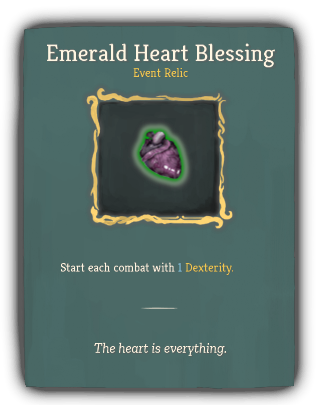 Emerald Heart Blessing
Event Relic
Start each combat with 1 Dexterity.
The heart is everything.